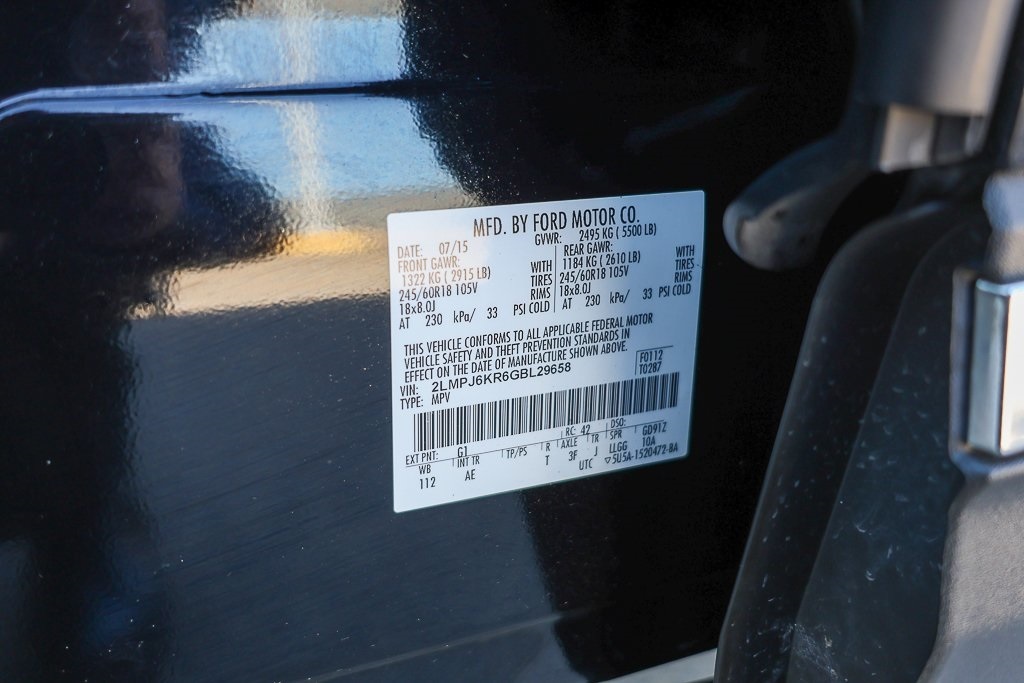 MFD. BY FORD MOTOR CO.
DATE: 07/15 GVWR: 2495 KG ( 5500 LB)
FRONT GAWR: REAR GAWR:
1322 KG ( 2915 LB) WITH 1184 KG ( 2610 LB) WITH
245/60R18 105V TIRES 245/60R18 105V TIRES
18x8.0J RIMS 18x8.0J RIMS
AT 230 kPa/ 33 PSI COLD AT 230 kPa/ 33 PSI COLD
THIS VEHICLE CONFORMS TO ALL APPLICABLE FEDERAL MOTOR
VEHICLE SAFETY AND THEFT PREVENTION STANDARDS IN
EFFECT ON THE DATE OF MANUFACTURE SHOWN ABOVE.
VIN: 2LMPJ6KR6GBL29658 F0112
TYPE: MPV T0287
EXT PNT: G1 RC: 42 DSO:
WB INT TR TP/PS R AXLE TR SPR GD91Z
112 AE T 3F J LLGG 10A
UTC ▽5U5A-1520472-BA